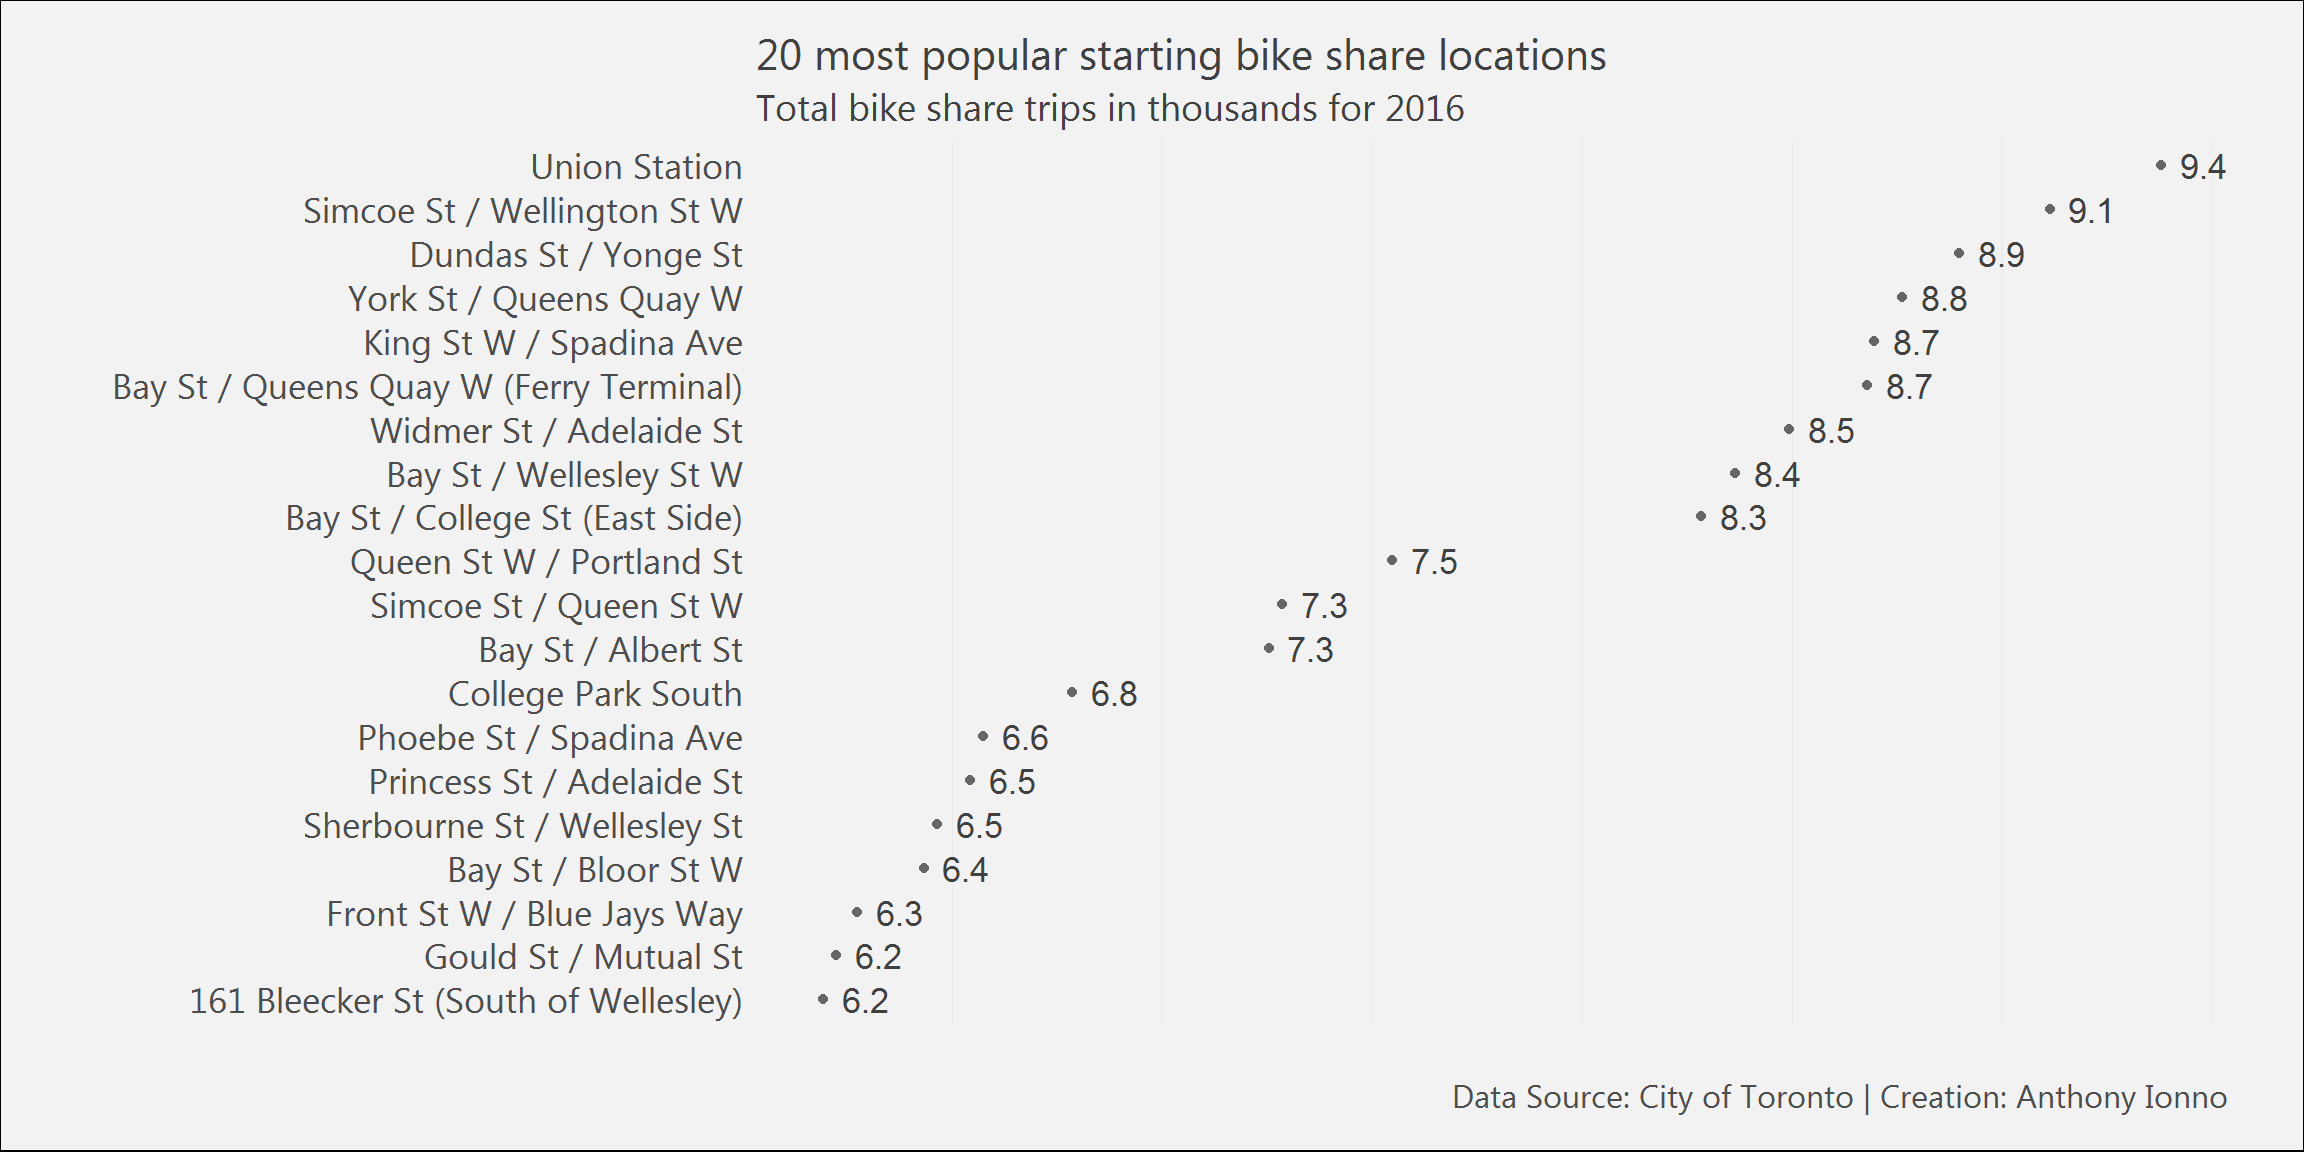 20 most popular starting bike share locations
Total bike share trips in thousands for 2016
Union Station 9.4
Simcoe St / Wellington St W 9.1
Dundas St / Yonge St 8.9
York St / Queens Quay W 8.8
King St W / Spadina Ave 8.7
Bay St / Queens Quay W (Ferry Terminal) 8.7
Widmer St / Adelaide St 8.5
Bay St / Wellesley St W 8.4
Bay St / College St (East Side) 8.3
Queen St W / Portland St 7.5
Simcoe St / Queen St W 7.3
Bay St / Albert St 7.3
College Park South 6.8
Phoebe St / Spadina Ave 6.6
Princess St / Adelaide St 6.5
Sherbourne St / Wellesley St 6.5
Bay St / Bloor St W 6.4
Front St W / Blue Jays Way 6.3
Gould St / Mutual St 6.2
161 Bleecker St (South of Wellesley) 6.2
Data Source: City of Toronto | Creation: Anthony Ionno